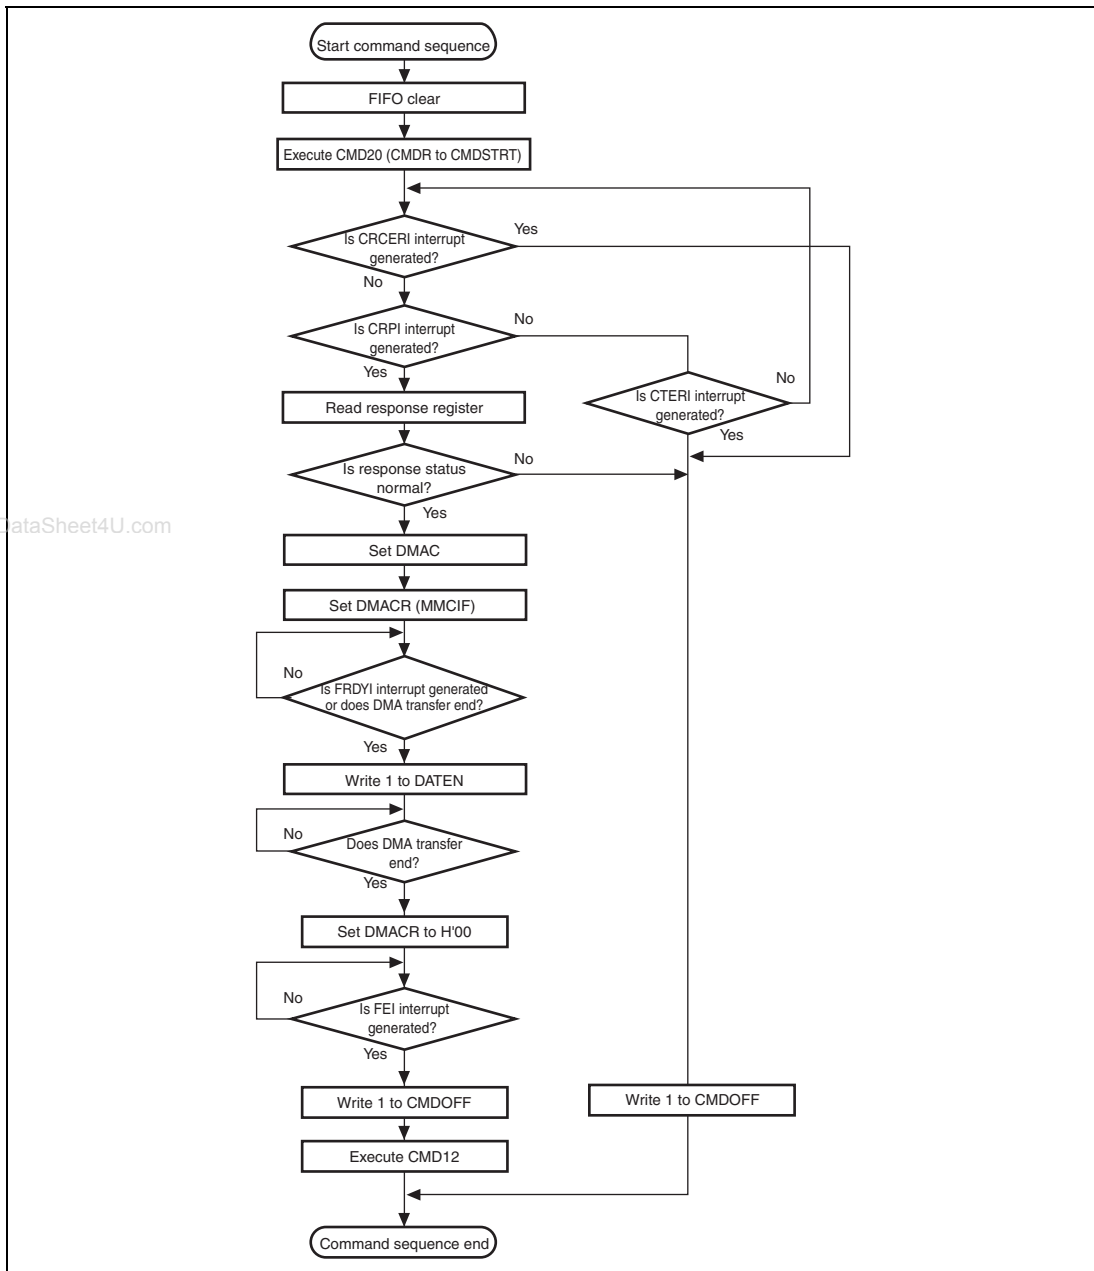 Start command sequence
FIFO clear
Execute CMD20 (CMDR to CMDSTRT)
Is CRCERI interrupt
generated?
Yes
No
Is CRPI interrupt
generated?
No
Yes
Is CTERI interrupt
generated?
No
Yes
Read response register
Is response status
normal?
No
Yes
DataSheet4U.com
Set DMAC
Set DMACR (MMCIF)
No
Is FRDYI interrupt generated
or does DMA transfer end?
Yes
Write 1 to DATEN
No
Does DMA transfer
end?
Yes
Set DMACR to H'00
No
Is FEI interrupt
generated?
Yes
Write 1 to CMDOFF
Write 1 to CMDOFF
Execute CMD12
Command sequence end